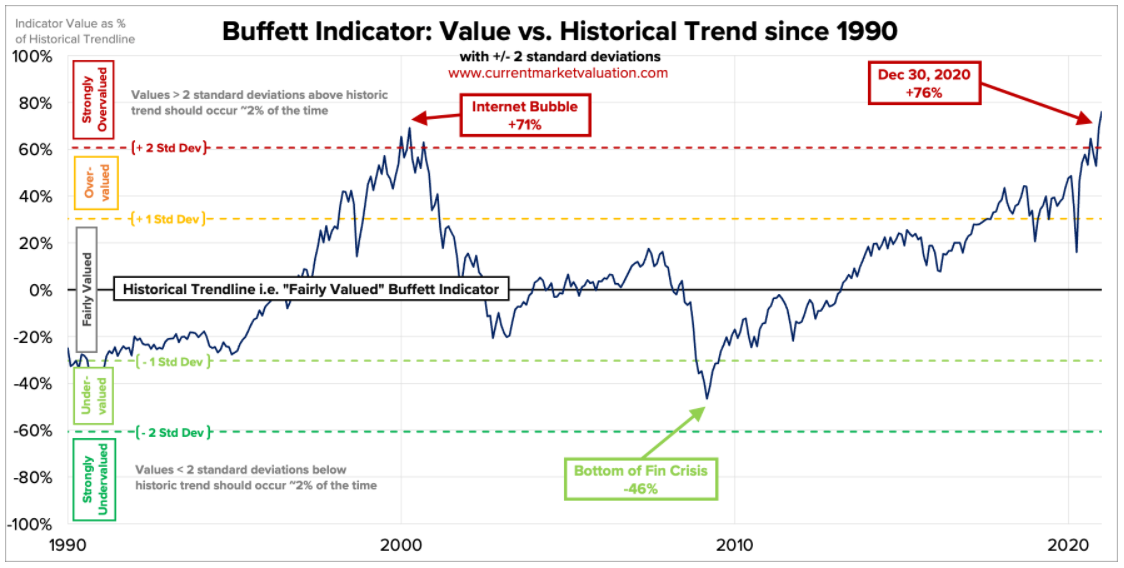 Indicator Value as %
of Historical Trendline
Buffett Indicator: Value vs. Historical Trend since 1990
with +/- 2 standard deviations
www.currentmarketvaluation.com
100%
80%
60%
40%
20%
0%
-20%
-40%
-60%
-80%
-100%
Strongly
Overvalued
Values > 2 standard deviations above historic
trend should occur ~2% of the time
Internet Bubble
+71%
Dec 30, 2020
+76%
(+ 2 Std Dev)
Over-
valued
(+ 1 Std Dev)
Fairly Valued
Historical Trendline i.e. "Fairly Valued" Buffett Indicator
(- 1 Std Dev)
Under-
valued
(- 2 Std Dev)
Strongly
Undervalued
Values < 2 standard deviations below
historic trend should occur ~2% of the time
Bottom of Fin Crisis
-46%
1990
2000
2010
2020